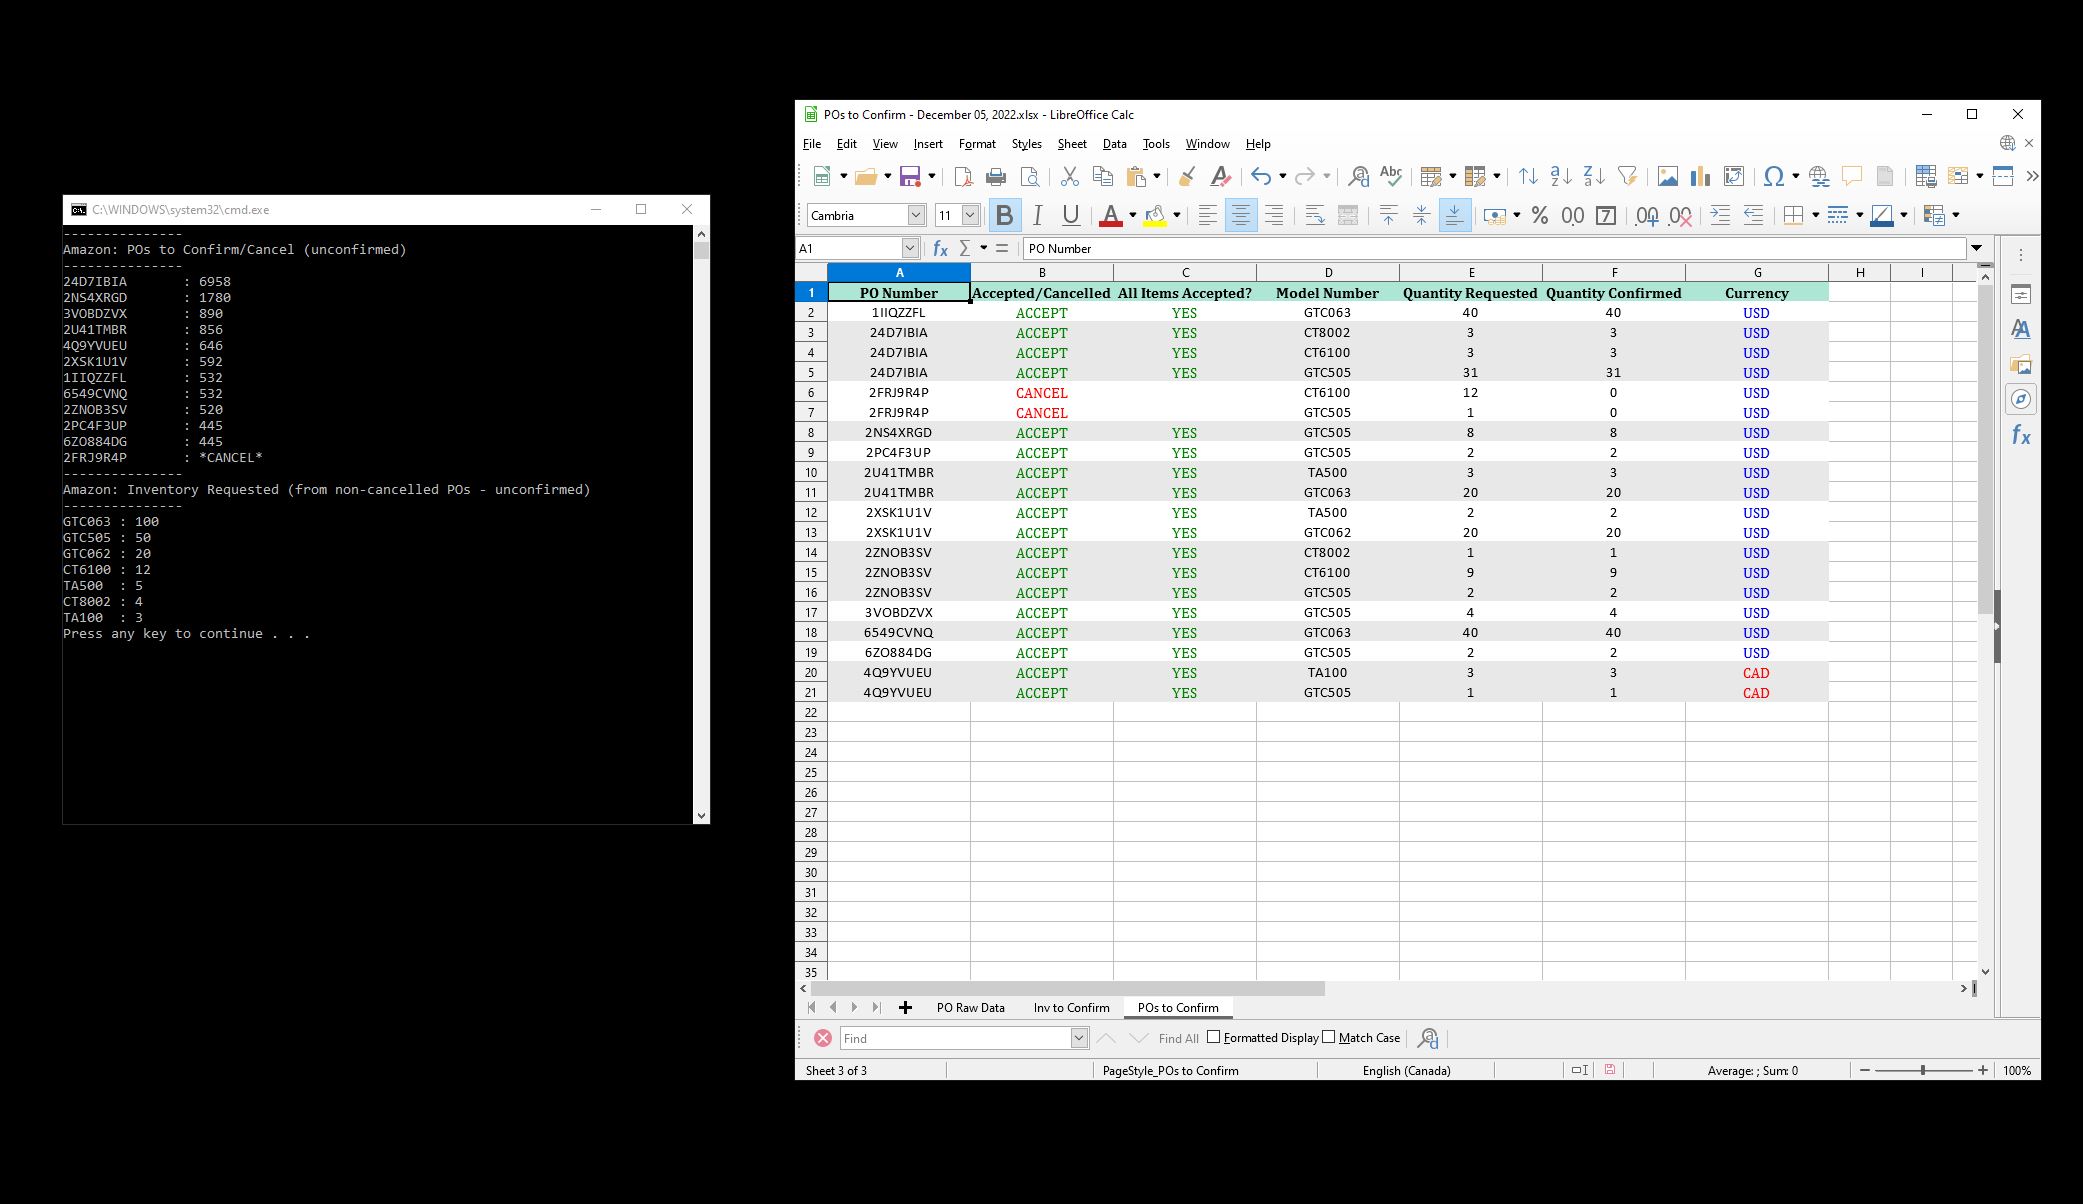 C:\WINDOWS\system32\cmd.exe
---------------
Amazon: POs to Confirm/Cancel (unconfirmed)
---------------
24D7IBIA : 6958
2NS4XRGD : 1780
3VOBDZVX : 890
2U41TMBR : 856
4Q9YVUEU : 646
2XSK1U1V : 592
1IIQZZFL : 532
6549CVNQ : 532
2ZNOB3SV : 520
2PC4F3UP : 445
6ZO884DG : 445
2FRJ9R4P : *CANCEL*
---------------
Amazon: Inventory Requested (from non-cancelled POs - unconfirmed)
---------------
GTC063 : 100
GTC505 : 50
GTC062 : 20
CT6100 : 12
TA500 : 5
CT8002 : 4
TA100 : 3
Press any key to continue . . .
POs to Confirm - December 05, 2022.xlsx - LibreOffice Calc
File Edit View Insert Format Styles Sheet Data Tools Window Help
Cambria 11
A1 PO Number
A B C D E F G H I
1 PO Number Accepted/Cancelled All Items Accepted? Model Number Quantity Requested Quantity Confirmed Currency
2 1IIQZZFL ACCEPT YES GTC063 40 40 USD
3 24D7IBIA ACCEPT YES CT8002 3 3 USD
4 24D7IBIA ACCEPT YES CT6100 3 3 USD
5 24D7IBIA ACCEPT YES GTC505 31 31 USD
6 2FRJ9R4P CANCEL CT6100 12 0 USD
7 2FRJ9R4P CANCEL GTC505 1 0 USD
8 2NS4XRGD ACCEPT YES GTC505 8 8 USD
9 2PC4F3UP ACCEPT YES GTC505 2 2 USD
10 2U41TMBR ACCEPT YES TA500 3 3 USD
11 2U41TMBR ACCEPT YES GTC063 20 20 USD
12 2XSK1U1V ACCEPT YES TA500 2 2 USD
13 2XSK1U1V ACCEPT YES GTC062 20 20 USD
14 2ZNOB3SV ACCEPT YES CT8002 1 1 USD
15 2ZNOB3SV ACCEPT YES CT6100 9 9 USD
16 2ZNOB3SV ACCEPT YES GTC505 2 2 USD
17 3VOBDZVX ACCEPT YES GTC505 4 4 USD
18 6549CVNQ ACCEPT YES GTC063 40 40 USD
19 6ZO884DG ACCEPT YES GTC505 2 2 USD
20 4Q9YVUEU ACCEPT YES TA100 3 3 CAD
21 4Q9YVUEU ACCEPT YES GTC505 1 1 CAD
22
23
24
25
26
27
28
29
30
31
32
33
34
35
PO Raw Data Inv to Confirm POs to Confirm
Find Find All Formatted Display Match Case
Sheet 3 of 3 PageStyle_POs to Confirm English (Canada) Average: ; Sum: 0 100%